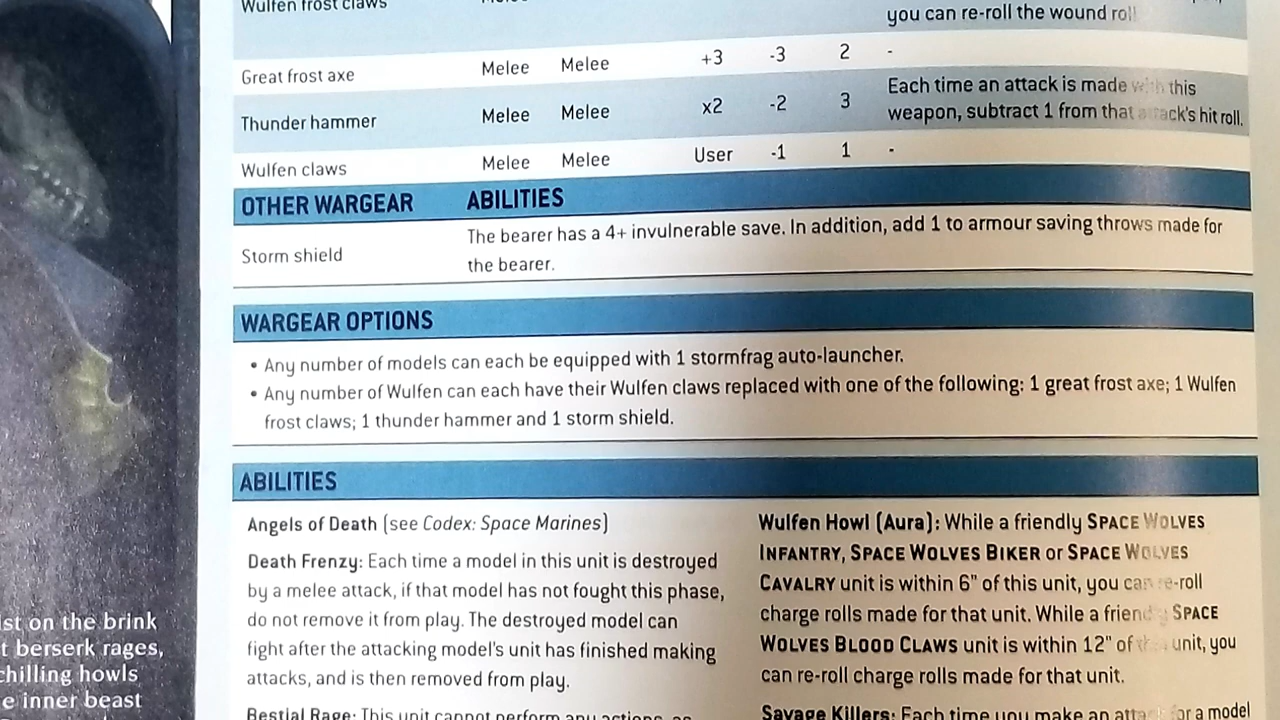 Wulfen frost claws
you can re-roll the wound roll
Great frost axe Melee Melee +3 -3 2 -
Thunder hammer Melee Melee x2 -2 3 Each time an attack is made with this
weapon, subtract 1 from that attack's hit roll.
Wulfen claws Melee Melee User -1 1 -
OTHER WARGEAR ABILITIES
Storm shield The bearer has a 4+ invulnerable save. In addition, add 1 to armour saving throws made for
the bearer.
WARGEAR OPTIONS
• Any number of models can each be equipped with 1 stormfrag auto-launcher.
• Any number of Wulfen can each have their Wulfen claws replaced with one of the following: 1 great frost axe; 1 Wulfen
frost claws; 1 thunder hammer and 1 storm shield.
ABILITIES
Angels of Death (see Codex: Space Marines)
Death Frenzy: Each time a model in this unit is destroyed
by a melee attack, if that model has not fought this phase,
do not remove it from play. The destroyed model can
fight after the attacking model's unit has finished making
attacks, and is then removed from play.
Bestial Rage: This unit cannot perform any actions
Wulfen Howl (Aura): While a friendly SPACE WOLVES
INFANTRY, SPACE WOLVES BIKER or SPACE WOLVES
CAVALRY unit is within 6" of this unit, you can re-roll
charge rolls made for that unit. While a friendly SPACE
WOLVES BLOOD CLAWS unit is within 12" of this unit, you
can re-roll charge rolls made for that unit.
Savage Killers: Each time you make an attack for a model
st on the brink
t berserk rages,
chilling howls
e inner beast